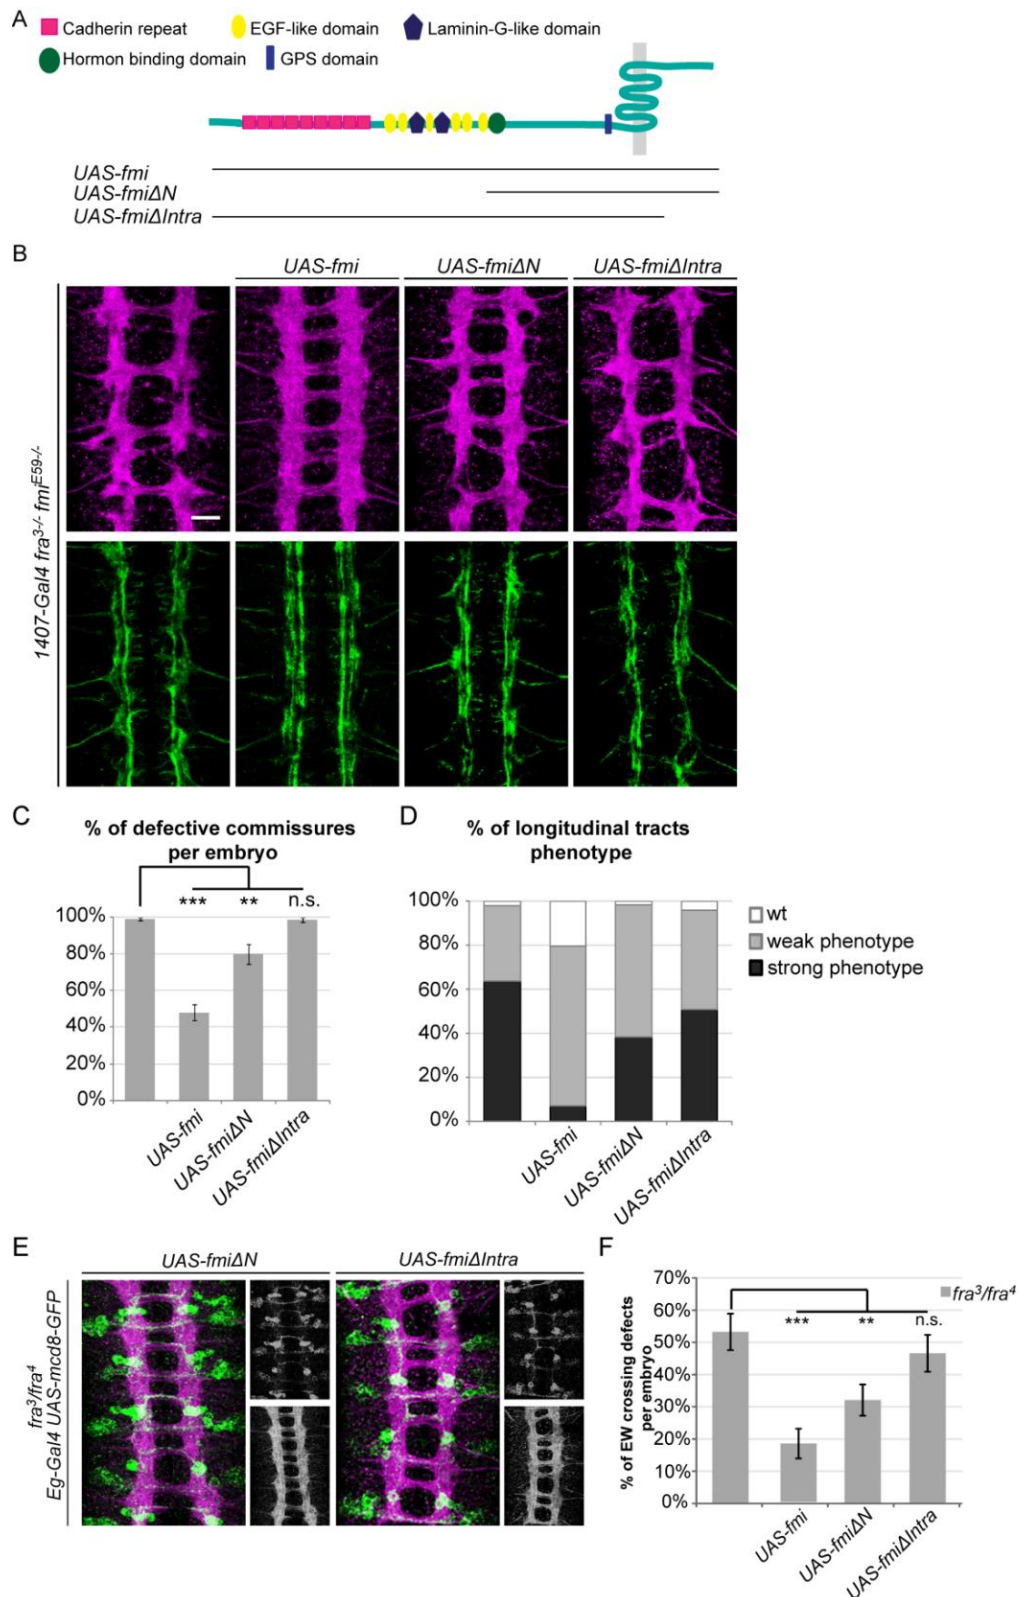 A
Cadherin repeat EGF-like domain Laminin-G-like domain
Hormon binding domain GPS domain
UAS-fmi
UAS-fmiΔN
UAS-fmiΔIntra
B
UAS-fmi UAS-fmiΔN UAS-fmiΔIntra
1407-Gal4 fra3-/- fmiE59-/-
C
% of defective commissures
per embryo
*** ** n.s.
100%
80%
60%
40%
20%
0%
UAS-fmi
UAS-fmiΔN
UAS-fmiΔIntra
D
% of longitudinal tracts
phenotype
100%
80%
60%
40%
20%
0%
wt
weak phenotype
strong phenotype
UAS-fmi
UAS-fmiΔN
UAS-fmiΔIntra
E
UAS-fmiΔN UAS-fmiΔIntra
fra3/fra4
Eg-Gal4 UAS-mcd8-GFP
F
% of EW crossing defects
per embryo
70%
60%
50%
40%
30%
20%
10%
0%
fra3/fra4
*** ** n.s.
UAS-fmi
UAS-fmiΔN
UAS-fmiΔIntra